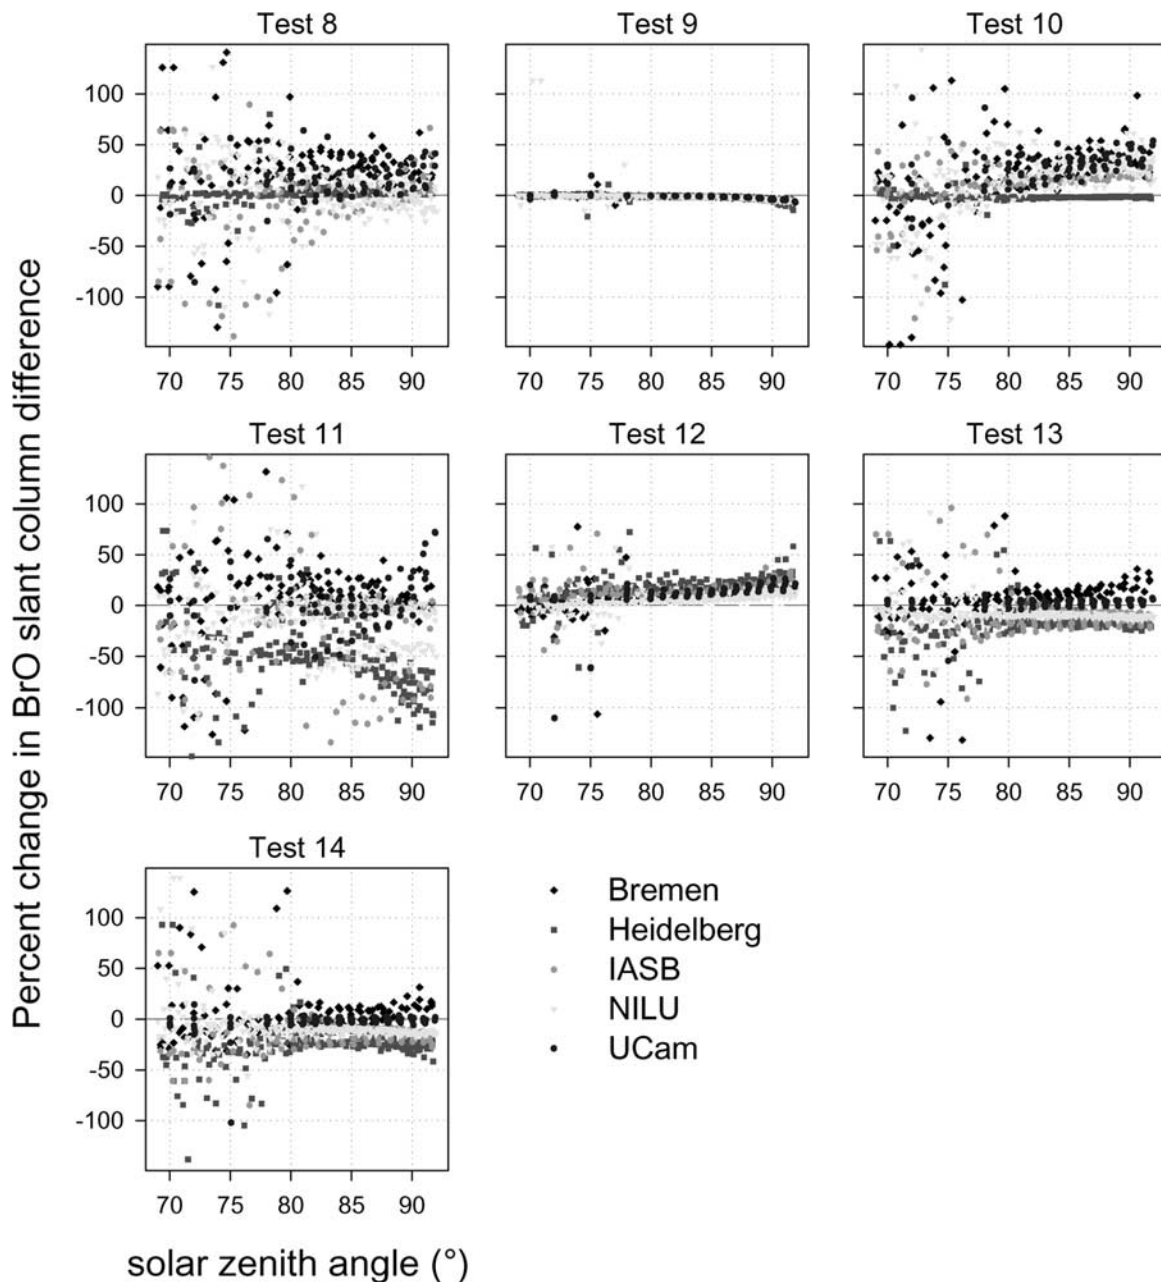 Test 8 Test 9 Test 10
100
50
0
-50
-100
70 75 80 85 90 70 75 80 85 90 70 75 80 85 90
Test 11 Test 12 Test 13
100
50
0
-50
-100
70 75 80 85 90 70 75 80 85 90 70 75 80 85 90
Test 14
100
50
0
-50
-100
70 75 80 85 90
Bremen
Heidelberg
IASB
NILU
UCam
Percent change in BrO slant column difference
solar zenith angle (°)